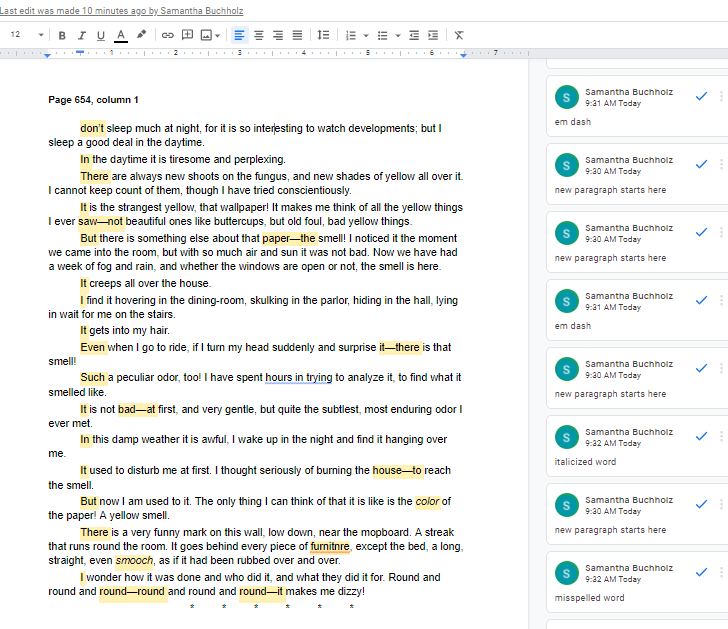 Last edit was made 10 minutes ago by Samantha Buchholz
12 B I U A
1 2 3 4 5 6 7
Page 654, column 1
don't sleep much at night, for it is so interesting to watch developments; but I
sleep a good deal in the daytime.
In the daytime it is tiresome and perplexing.
There are always new shoots on the fungus, and new shades of yellow all over it.
I cannot keep count of them, though I have tried conscientiously.
It is the strangest yellow, that wallpaper! It makes me think of all the yellow things
I ever saw—not beautiful ones like buttercups, but old foul, bad yellow things.
But there is something else about that paper—the smell! I noticed it the moment
we came into the room, but with so much air and sun it was not bad. Now we have had
a week of fog and rain, and whether the windows are open or not, the smell is here.
It creeps all over the house.
I find it hovering in the dining-room, skulking in the parlor, hiding in the hall, lying
in wait for me on the stairs.
It gets into my hair.
Even when I go to ride, if I turn my head suddenly and surprise it—there is that
smell!
Such a peculiar odor, too! I have spent hours in trying to analyze it, to find what it
smelled like.
It is not bad—at first, and very gentle, but quite the subtlest, most enduring odor I
ever met.
In this damp weather it is awful, I wake up in the night and find it hanging over
me.
It used to disturb me at first. I thought seriously of burning the house—to reach
the smell.
But now I am used to it. The only thing I can think of that it is like is the color of
the paper! A yellow smell.
There is a very funny mark on this wall, low down, near the mopboard. A streak
that runs round the room. It goes behind every piece of furnitnre, except the bed, a long,
straight, even smooch, as if it had been rubbed over and over.
I wonder how it was done and who did it, and what they did it for. Round and
round and round—round and round and round—it makes me dizzy!
* * * * * *
S Samantha Buchholz
9:31 AM Today
em dash
S Samantha Buchholz
9:30 AM Today
new paragraph starts here
S Samantha Buchholz
9:30 AM Today
new paragraph starts here
S Samantha Buchholz
9:31 AM Today
em dash
S Samantha Buchholz
9:30 AM Today
new paragraph starts here
S Samantha Buchholz
9:32 AM Today
italicized word
S Samantha Buchholz
9:30 AM Today
new paragraph starts here
S Samantha Buchholz
9:32 AM Today
misspelled word